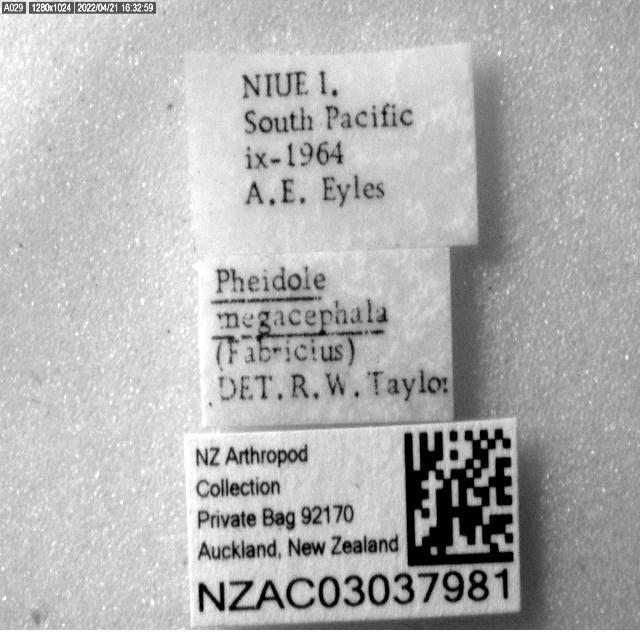 A029 1280x1024 2022/04/21 16:32:59
NIUE I.
South Pacific
ix-1964
A.E. Eyles
Pheidole
megacephala
(Fabricius)
DET. R. W. Taylor
NZ Arthropod
Collection
Private Bag 92170
Auckland, New Zealand
NZAC03037981